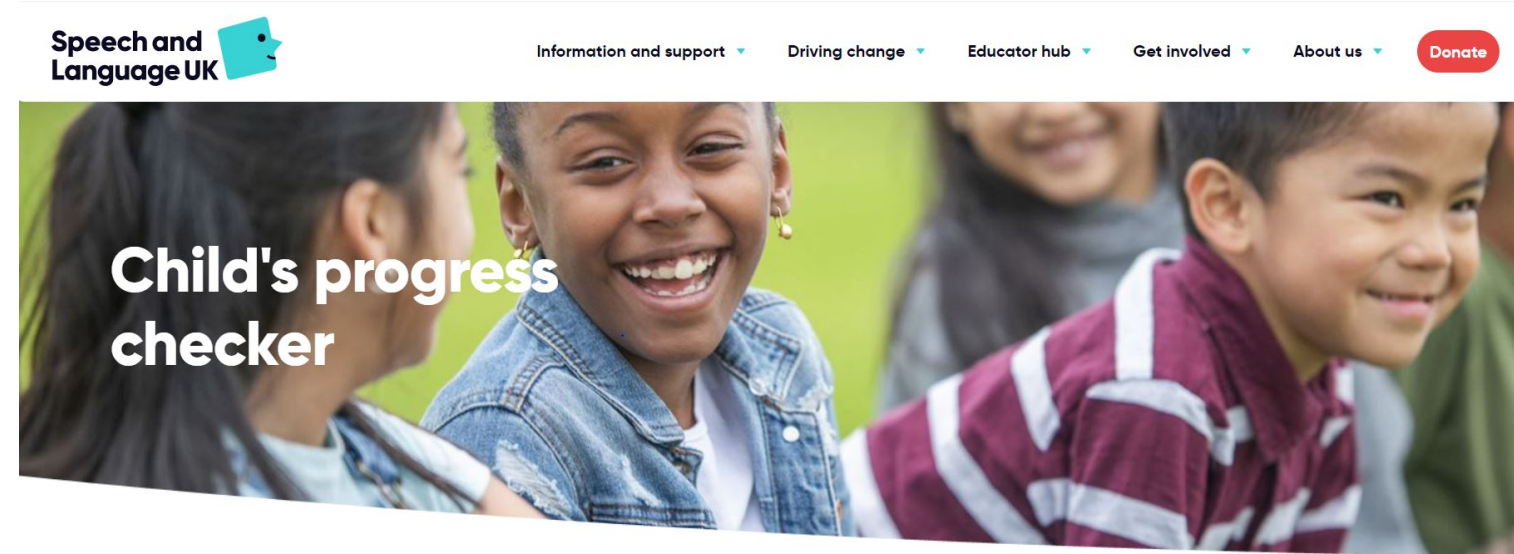 Speech and
Language UK
Information and support
Driving change
Educator hub
Get involved
About us
Donate
Child's progress
checker